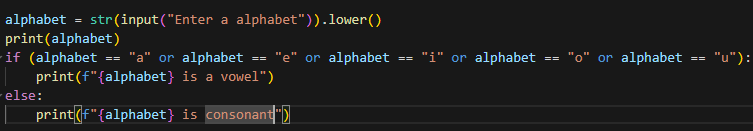 alphabet = str(input("Enter a alphabet")).lower()
print(alphabet)
if (alphabet == "a" or alphabet == "e" or alphabet == "i" or alphabet == "o" or alphabet == "u"):
    print(f"{alphabet} is a vowel")
else:
    print(f"{alphabet} is consonant")